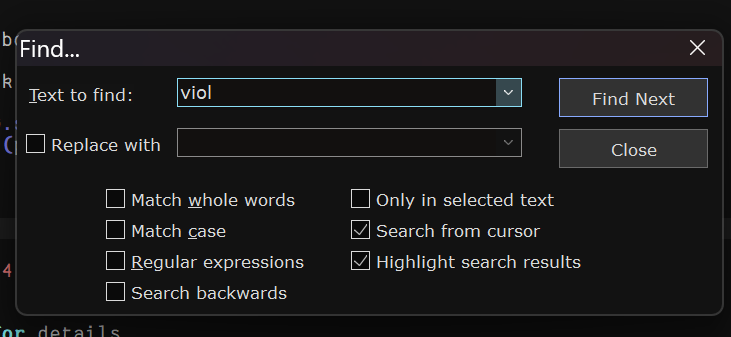 Find...
Text to find:
viol
Find Next
Replace with
Close
Match whole words
Only in selected text
Match case
Search from cursor
Regular expressions
Highlight search results
Search backwards
4
for details